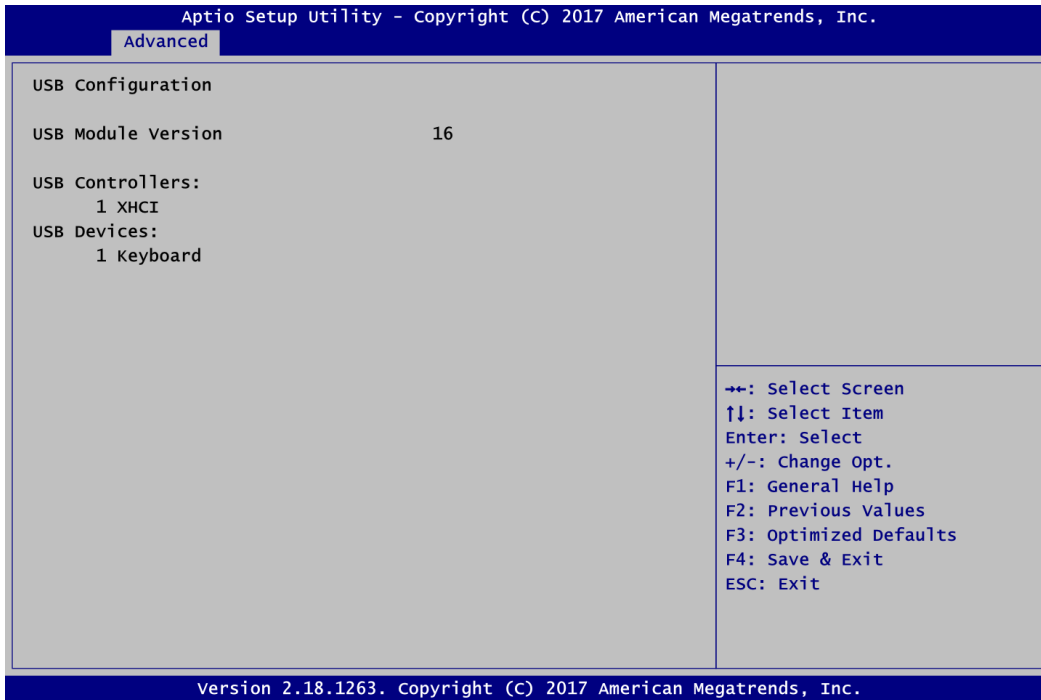 Aptio Setup Utility - Copyright (C) 2017 American Megatrends, Inc.
Advanced
USB Configuration
USB Module Version 16
USB Controllers:
1 XHCI
USB Devices:
1 Keyboard
→←: Select Screen
↑↓: Select Item
Enter: Select
+/-: Change Opt.
F1: General Help
F2: Previous Values
F3: Optimized Defaults
F4: Save & Exit
ESC: Exit
Version 2.18.1263. Copyright (C) 2017 American Megatrends, Inc.